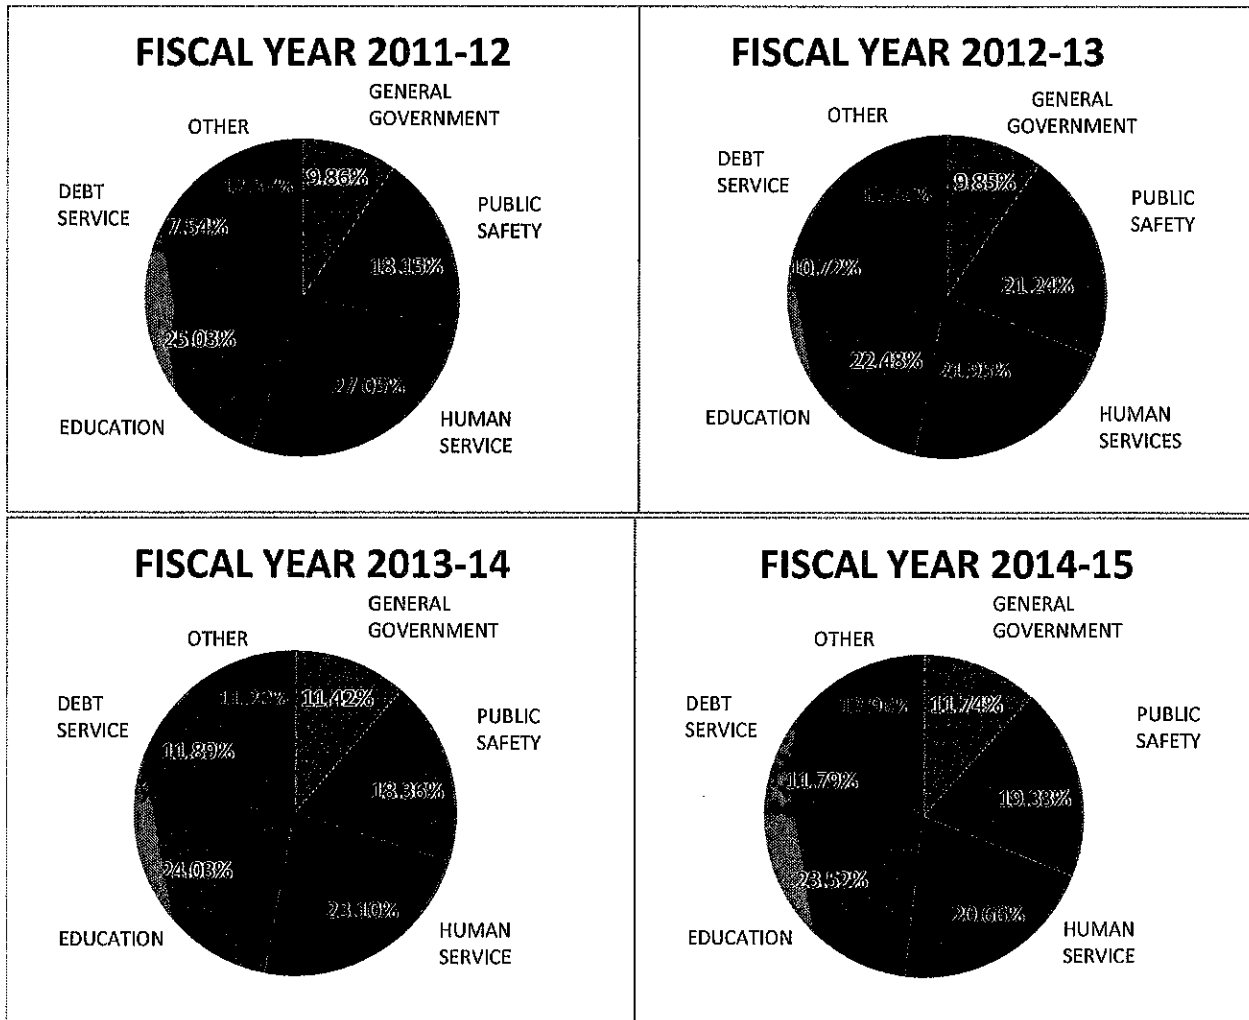 FISCAL YEAR 2011-12
GENERAL
GOVERNMENT
OTHER
9.86%
DEBT
SERVICE
PUBLIC
SAFETY
7.54%
18.15%
25.03%
27.05%
EDUCATION
HUMAN
SERVICE
FISCAL YEAR 2012-13
GENERAL
GOVERNMENT
OTHER
DEBT
SERVICE
9.85%
PUBLIC
SAFETY
10.72%
21.24%
22.48%
21.95%
EDUCATION
HUMAN
SERVICES
FISCAL YEAR 2013-14
GENERAL
GOVERNMENT
OTHER
11.42%
DEBT
SERVICE
PUBLIC
SAFETY
11.89%
18.36%
24.03%
23.10%
EDUCATION
HUMAN
SERVICE
FISCAL YEAR 2014-15
GENERAL
GOVERNMENT
OTHER
DEBT
SERVICE
11.74%
PUBLIC
SAFETY
11.79%
19.33%
23.52%
20.66%
EDUCATION
HUMAN
SERVICE